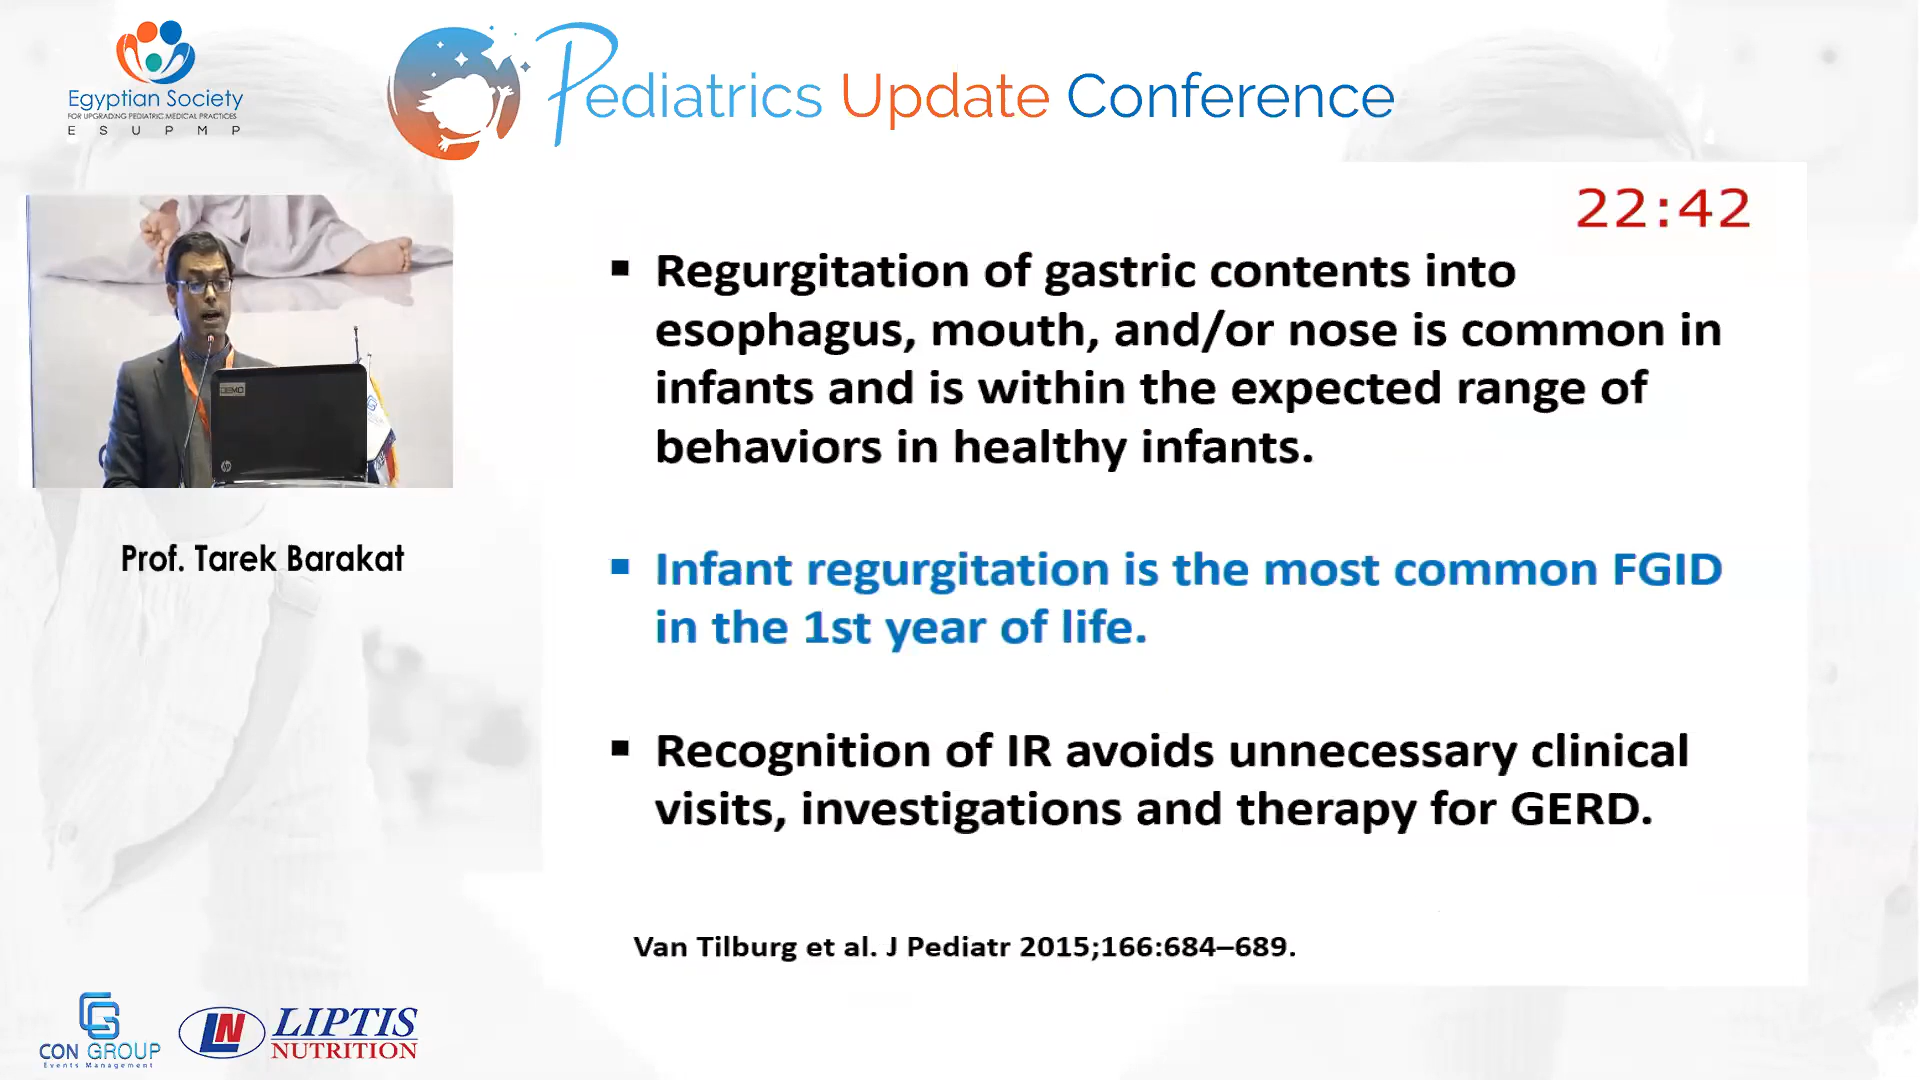 Egyptian Society
FOR UPGRADING PEDIATRIC MEDICAL PRACTICES
E S U P M P
Pediatrics Update Conference
22:42
▪ Regurgitation of gastric contents into
esophagus, mouth, and/or nose is common in
infants and is within the expected range of
behaviors in healthy infants.
Prof. Tarek Barakat
▪ Infant regurgitation is the most common FGID
in the 1st year of life.
▪ Recognition of IR avoids unnecessary clinical
visits, investigations and therapy for GERD.
Van Tilburg et al. J Pediatr 2015;166:684–689.
CON GROUP
Events Management
LN LIPTIS
NUTRITION